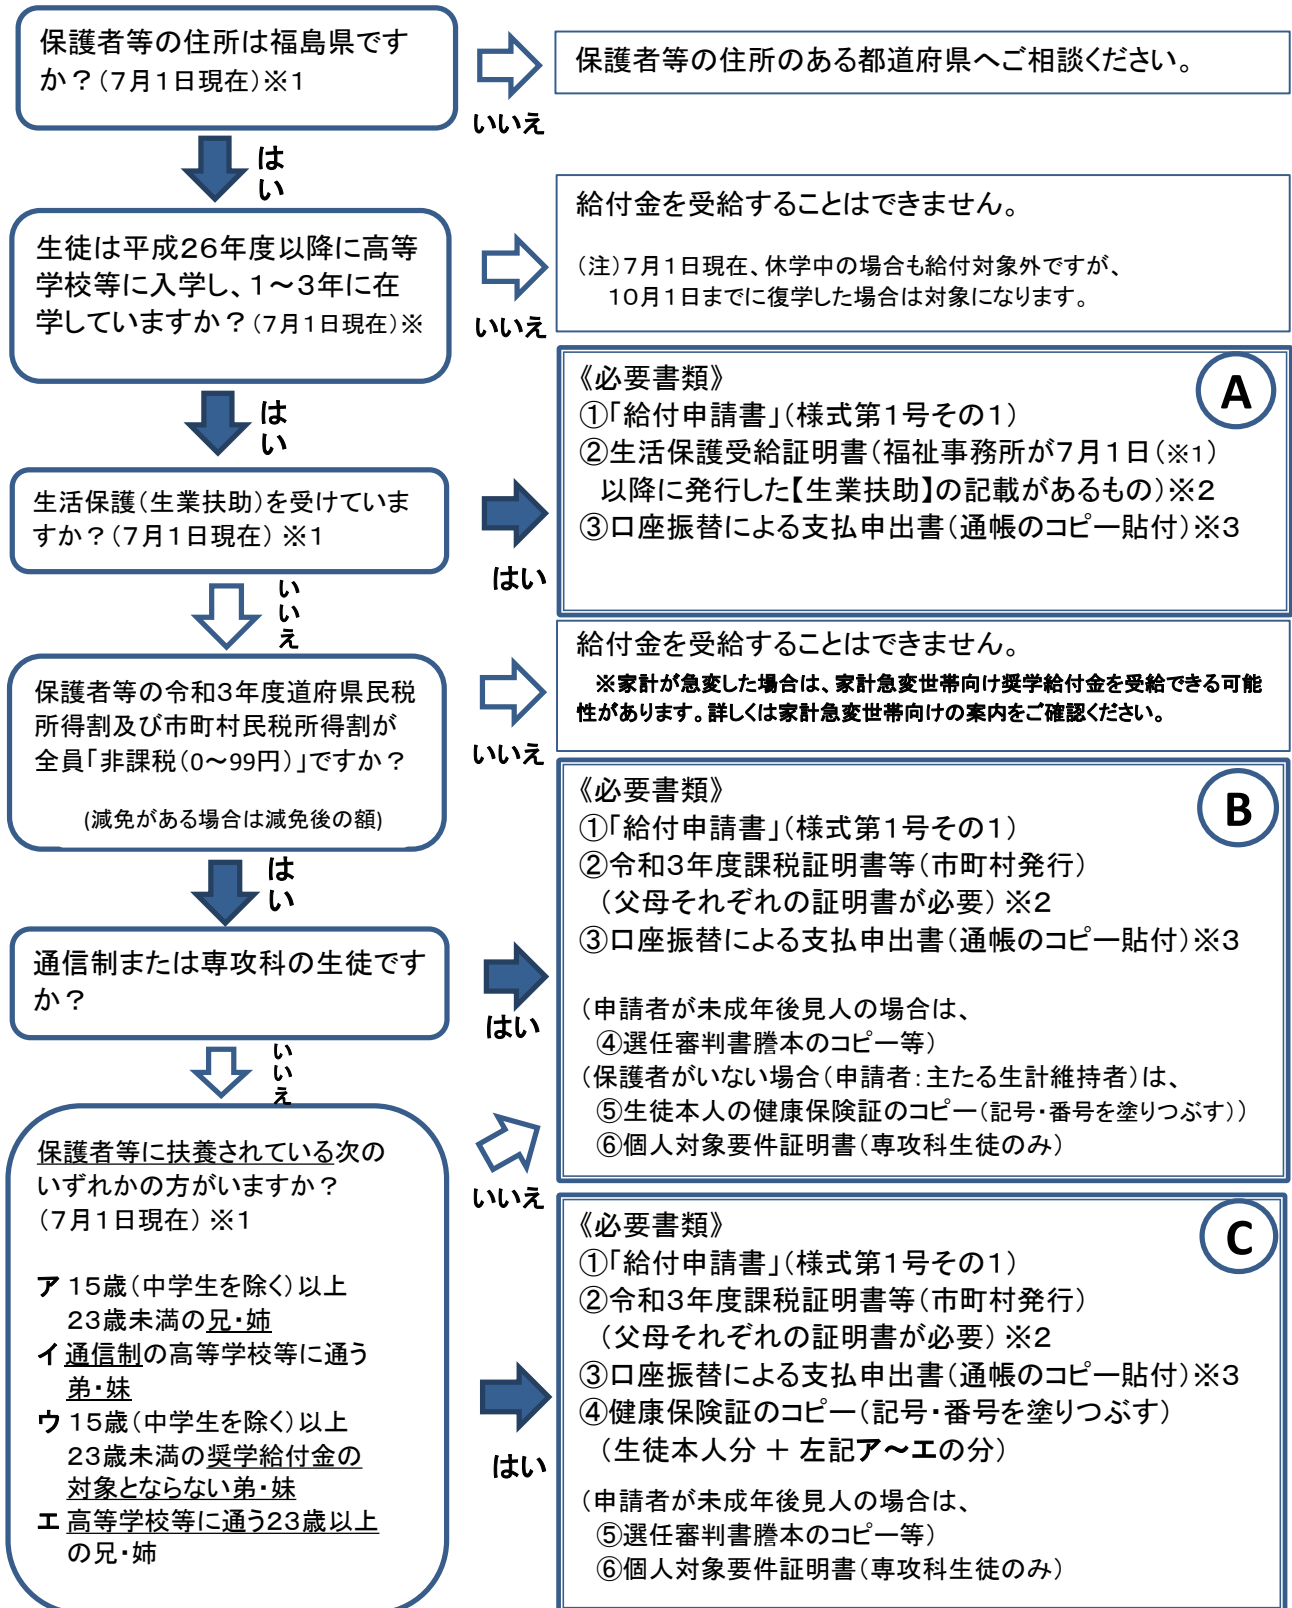 保護者等の住所は福島県です
か？(7月1日現在)※1
いいえ
保護者等の住所のある都道府県へご相談ください。
はい
生徒は平成26年度以降に高等
学校等に入学し、1～3年に在
学していますか？(7月1日現在)※
いいえ
給付金を受給することはできません。
(注)7月1日現在、休学中の場合も給付対象外ですが、
10月1日までに復学した場合は対象になります。
はい
生活保護(生業扶助)を受けていま
すか？(7月1日現在) ※1
はい
A
《必要書類》
①「給付申請書」(様式第1号その1)
②生活保護受給証明書(福祉事務所が7月1日(※1)
以降に発行した【生業扶助】の記載があるもの)※2
③口座振替による支払申出書(通帳のコピー貼付)※3
いいえ
保護者等の令和3年度道府県民税
所得割及び市町村民税所得割が
全員「非課税(0～99円)」ですか？
(減免がある場合は減免後の額)
いいえ
給付金を受給することはできません。
※家計が急変した場合は、家計急変世帯向け奨学給付金を受給できる可能
性があります。詳しくは家計急変世帯向けの案内をご確認ください。
はい
通信制または専攻科の生徒です
か？
はい
B
《必要書類》
①「給付申請書」(様式第1号その1)
②令和3年度課税証明書等(市町村発行)
(父母それぞれの証明書が必要) ※2
③口座振替による支払申出書(通帳のコピー貼付)※3
(申請者が未成年後見人の場合は、
④選任審判書謄本のコピー等)
(保護者がいない場合(申請者:主たる生計維持者)は、
⑤生徒本人の健康保険証のコピー(記号・番号を塗りつぶす))
⑥個人対象要件証明書(専攻科生徒のみ)
いいえ
保護者等に扶養されている次の
いずれかの方がいますか？
(7月1日現在) ※1
ア 15歳(中学生を除く)以上
23歳未満の兄・姉
イ 通信制の高等学校等に通う
弟・妹
ウ 15歳(中学生を除く)以上
23歳未満の奨学給付金の
対象とならない弟・妹
エ 高等学校等に通う23歳以上
の兄・姉
いいえ
はい
C
《必要書類》
①「給付申請書」(様式第1号その1)
②令和3年度課税証明書等(市町村発行)
(父母それぞれの証明書が必要) ※2
③口座振替による支払申出書(通帳のコピー貼付)※3
④健康保険証のコピー(記号・番号を塗りつぶす)
(生徒本人分 + 左記ア～エの分)
(申請者が未成年後見人の場合は、
⑤選任審判書謄本のコピー等)
⑥個人対象要件証明書(専攻科生徒のみ)